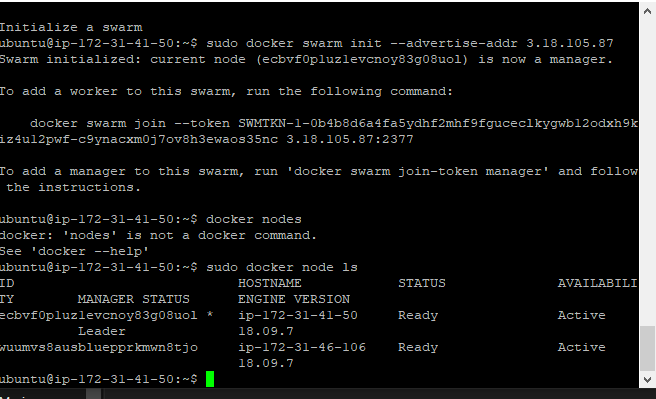 Initialize a swarm
ubuntu@ip-172-31-41-50:~$ sudo docker swarm init --advertise-addr 3.18.105.87
Swarm initialized: current node (ecbvf0p1uzlevcnoy83g08uol) is now a manager.
To add a worker to this swarm, run the following command:
docker swarm join --token SWMTKN-1-0b4b8d6a4fa5ydhf2mhf9fguceclkygwb12odxh9k
iz4u12pwf-c9ynacxm0j7ov8h3ewaos35nc 3.18.105.87:2377
To add a manager to this swarm, run 'docker swarm join-token manager' and follow
the instructions.
ubuntu@ip-172-31-41-50:~$ docker nodes
docker: 'nodes' is not a docker command.
See 'docker --help'
ubuntu@ip-172-31-41-50:~$ sudo docker node ls
ID HOSTNAME STATUS AVAILABILI
TY MANAGER STATUS ENGINE VERSION
ecbvf0p1uzlevcnoy83g08uol * ip-172-31-41-50 Ready Active
Leader 18.09.7
wuumvs8ausbluepprkmwn8tjo ip-172-31-46-106 Ready Active
18.09.7
ubuntu@ip-172-31-41-50:~$